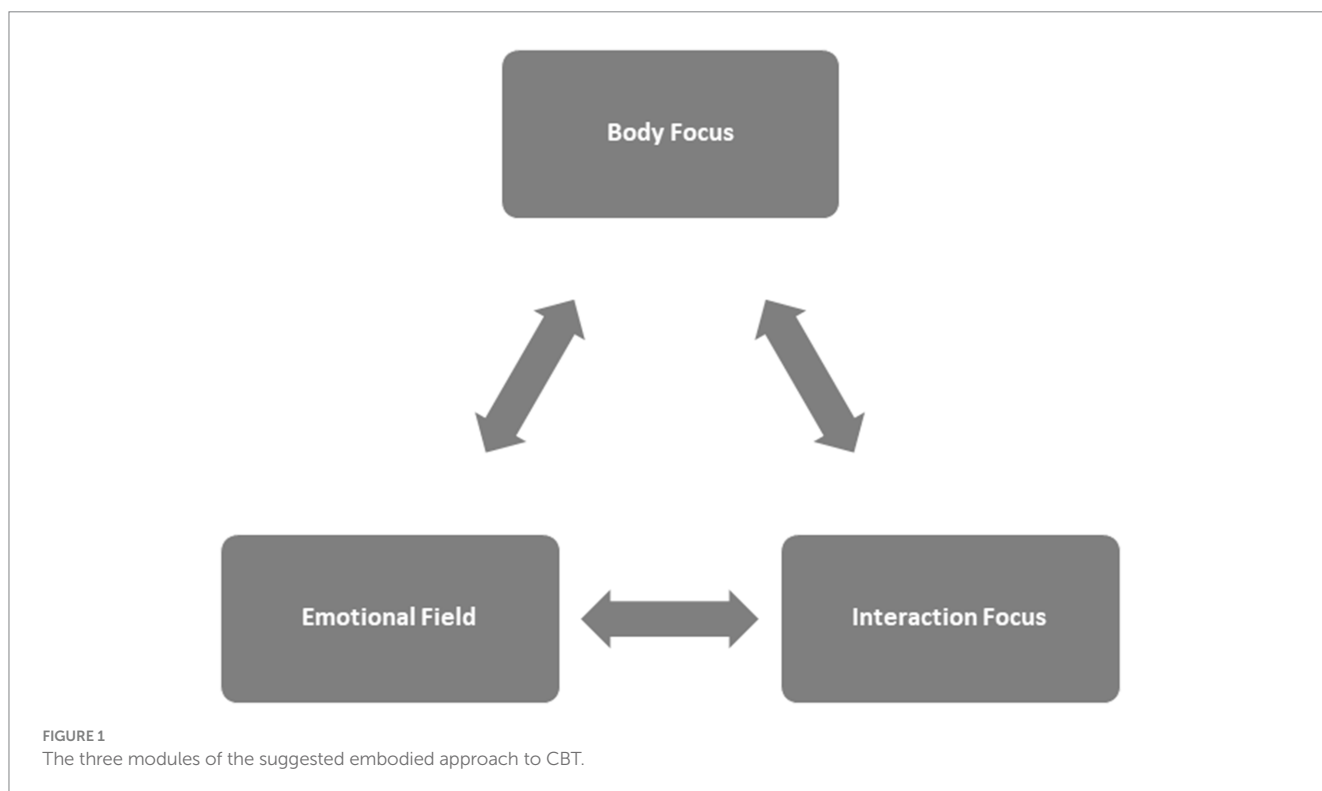 Body Focus
Emotional Field
Interaction Focus
FIGURE 1
The three modules of the suggested embodied approach to CBT.